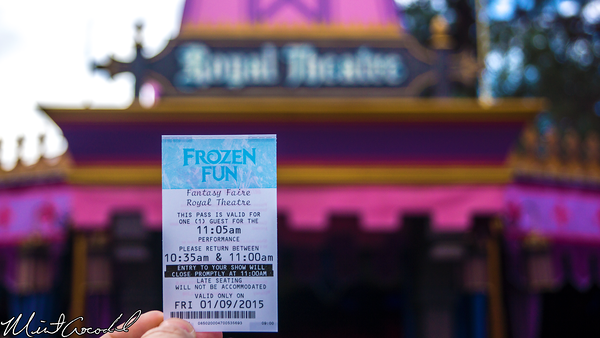 Royal Theatre
FROZEN
FUN
Fantasy Faire
Royal Theatre
THIS PASS IS VALID FOR
ONE (1) GUEST FOR THE
11:05am
PERFORMANCE
PLEASE RETURN BETWEEN
10:35am & 11:00am
ENTRY TO YOUR SHOW WILL
CLOSE PROMPTLY AT 11:00AM
LATE SEATING
WILL NOT BE ACCOMMODATED
VALID ONLY ON
FRI 01/09/2015
MintCrocodile